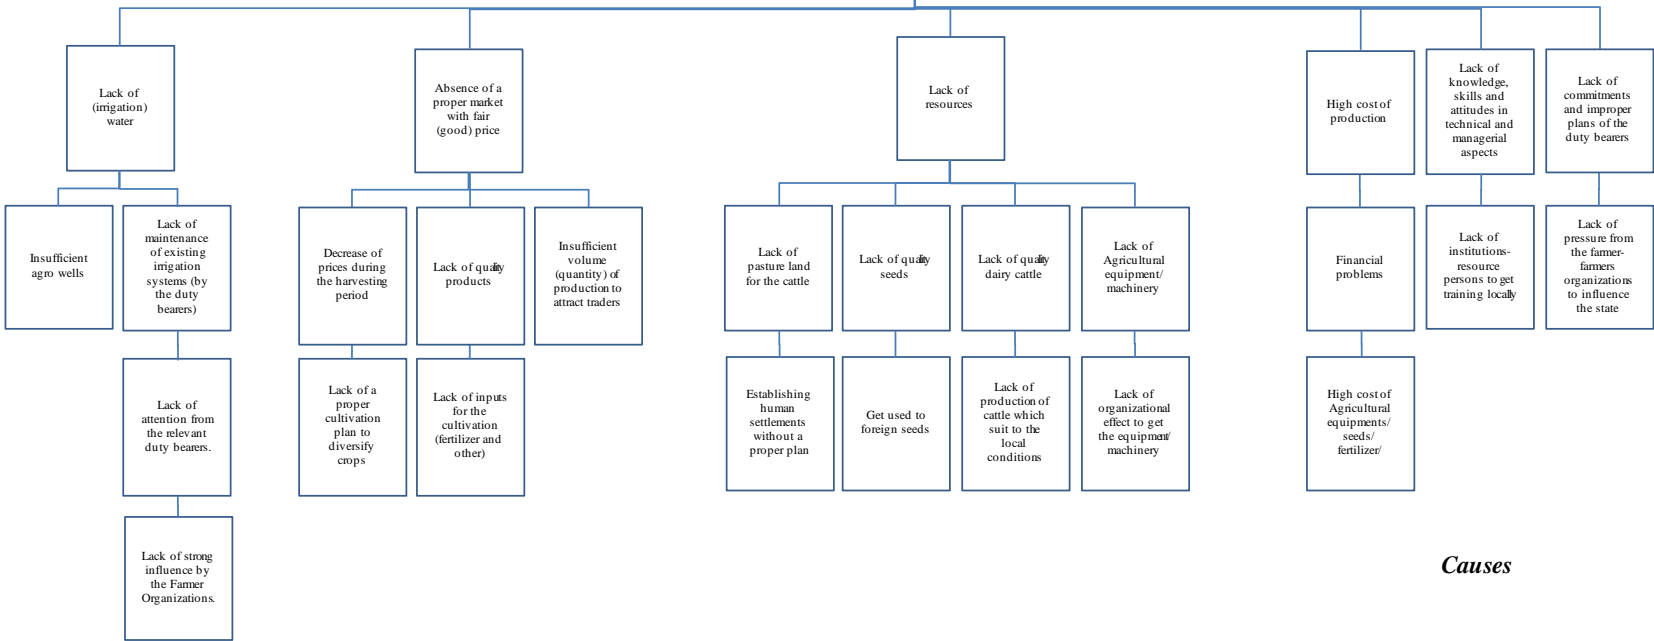 Lack of
(irrigation)
water
Absence of a
proper market
with fair
(good) price
Lack of
resources
High cost of
production
Lack of
knowledge,
skills and
attitudes in
technical and
managerial
aspects
Lack of
commitments
and improper
plans of the
duty bearers
Insufficient
agro wells
Lack of
maintenance
of existing
irrigation
systems (by
the duty
bearers)
Decrease of
prices during
the harvesting
period
Lack of quality
products
Insufficient
volume
(quantity) of
production to
attract traders
Lack of
pasture land
for the cattle
Lack of quality
seeds
Lack of quality
dairy cattle
Lack of
Agricultural
equipment/
machinery
Financial
problems
Lack of
institutions-
resource
persons to get
training locally
Lack of
pressure from
the farmer-
farmers
organizations
to influence
the state
Lack of
attention from
the relevant
duty bearers.
Lack of a
proper
cultivation
plan to
diversify
crops
Lack of inputs
for the
cultivation
(fertilizer and
other)
Establishing
human
settlements
without a
proper plan
Get used to
foreign seeds
Lack of
production of
cattle which
suit to the
local
conditions
Lack of
organizational
effect to get
the equipment/
machinery
High cost of
Agricultural
equipments/
seeds/
fertilizer/
Lack of strong
influence by
the Farmer
Organizations.
Causes